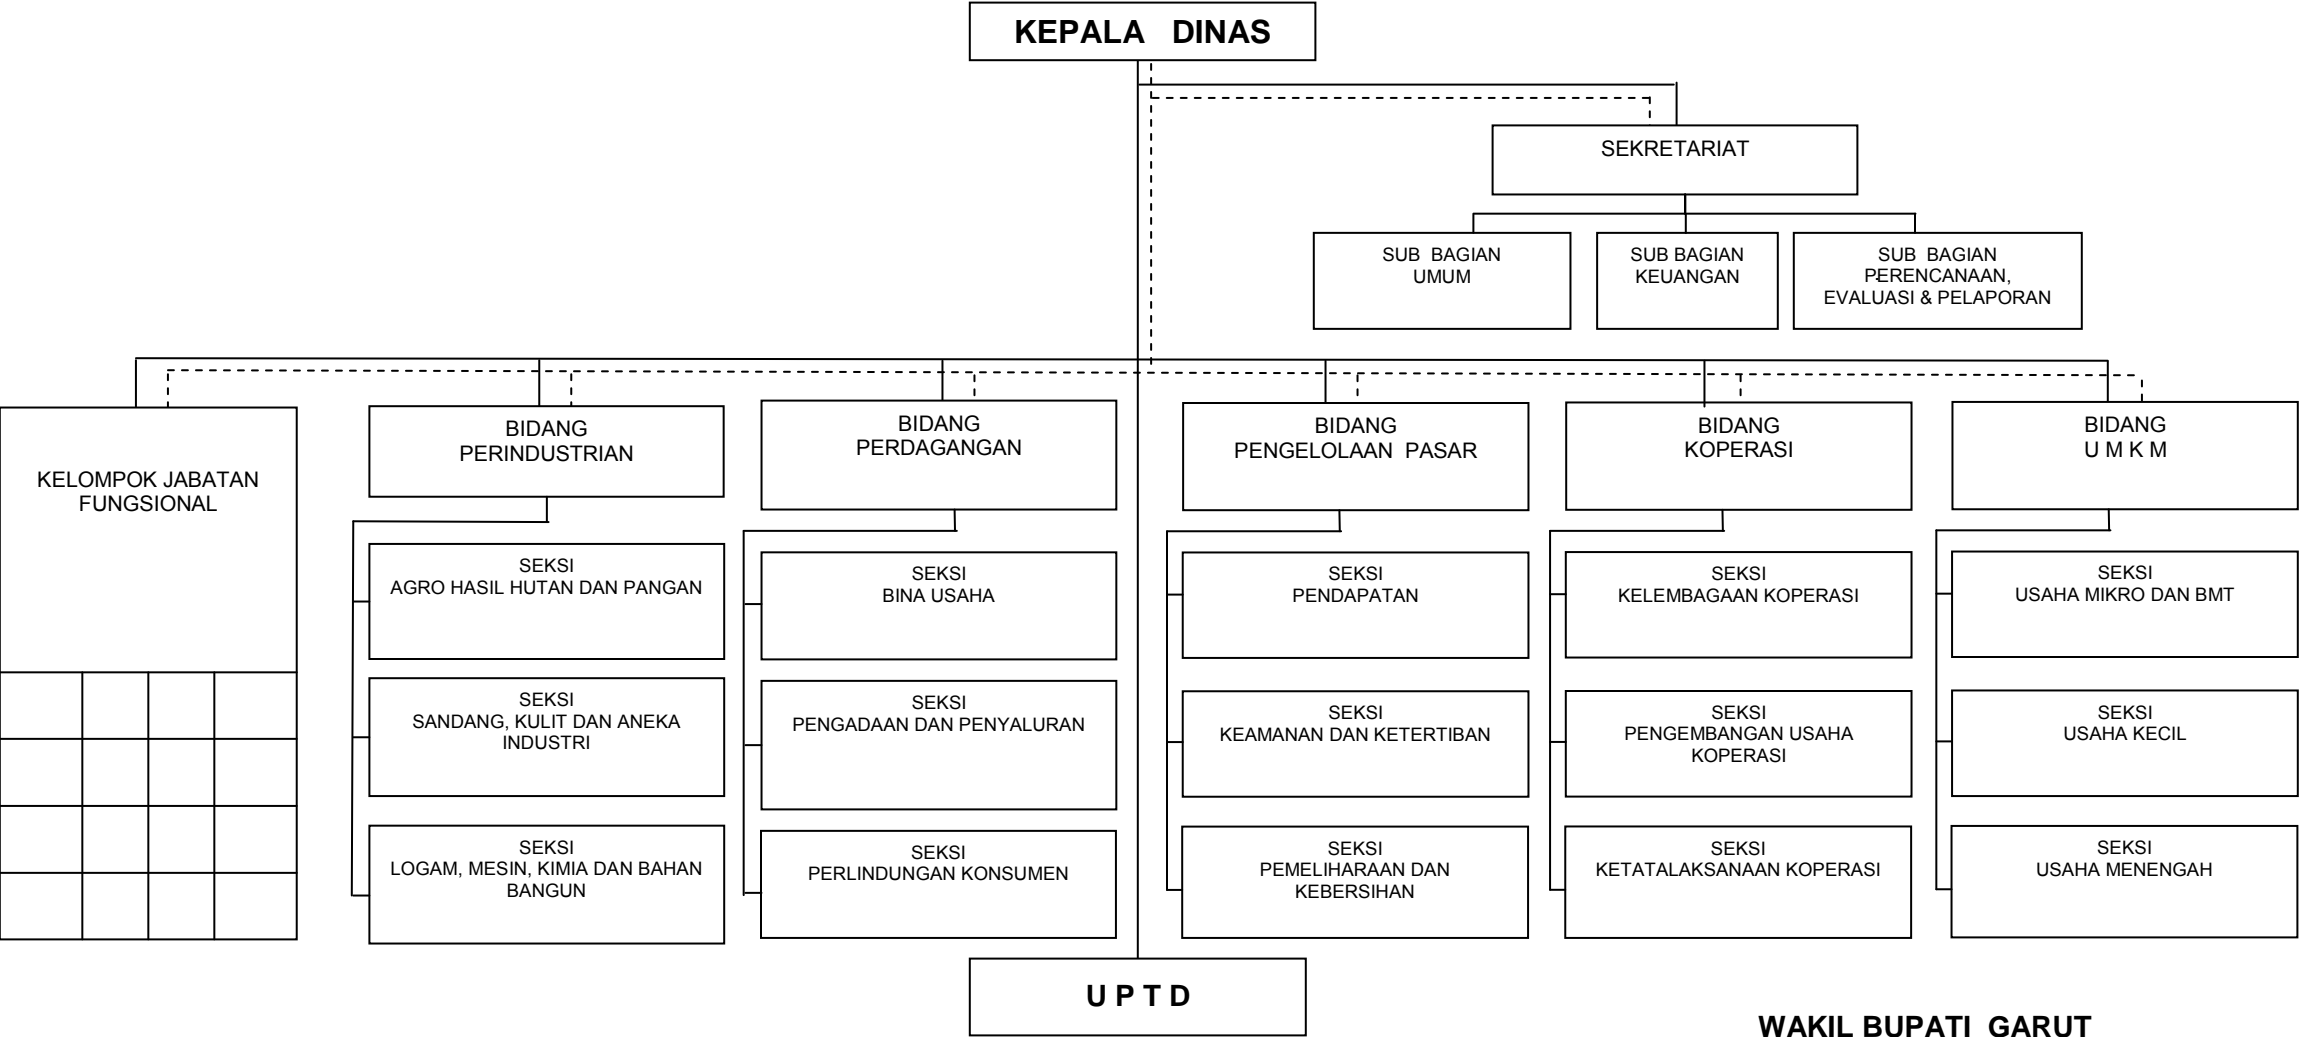 KEPALA DINAS
SEKRETARIAT
SUB BAGIAN
UMUM
SUB BAGIAN
KEUANGAN
SUB BAGIAN
PERENCANAAN,
EVALUASI & PELAPORAN
KELOMPOK JABATAN
FUNGSIONAL
BIDANG
PERINDUSTRIAN
SEKSI
AGRO HASIL HUTAN DAN PANGAN
SEKSI
SANDANG, KULIT DAN ANEKA
INDUSTRI
SEKSI
LOGAM, MESIN, KIMIA DAN BAHAN
BANGUN
BIDANG
PERDAGANGAN
SEKSI
BINA USAHA
SEKSI
PENGADAAN DAN PENYALURAN
SEKSI
PERLINDUNGAN KONSUMEN
BIDANG
PENGELOLAAN PASAR
SEKSI
PENDAPATAN
SEKSI
KEAMANAN DAN KETERTIBAN
SEKSI
PEMELIHARAAN DAN
KEBERSIHAN
BIDANG
KOPERASI
SEKSI
KELEMBAGAAN KOPERASI
SEKSI
PENGEMBANGAN USAHA
KOPERASI
SEKSI
KETATALAKSANAAN KOPERASI
BIDANG
U M K M
SEKSI
USAHA MIKRO DAN BMT
SEKSI
USAHA KECIL
SEKSI
USAHA MENENGAH
U P T D
WAKIL BUPATI GARUT